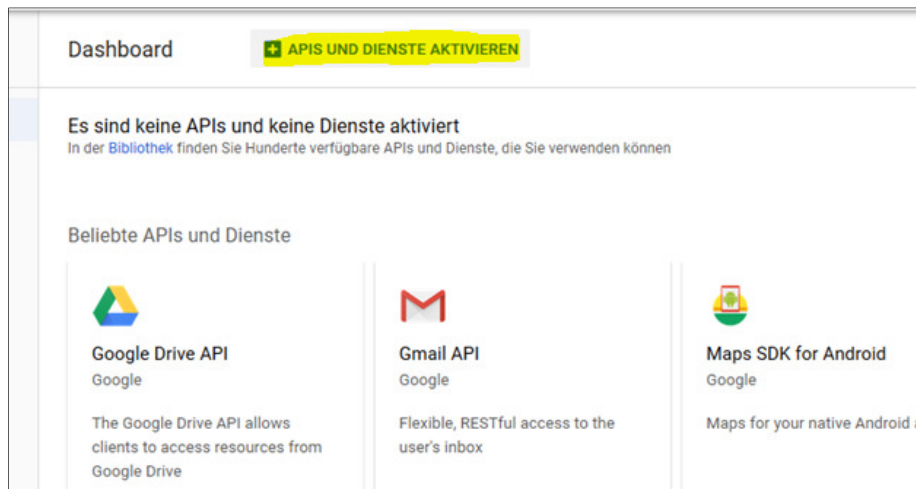 Dashboard
APIS UND DIENSTE AKTIVIEREN
Es sind keine APIs und keine Dienste aktiviert
In der Bibliothek finden Sie Hunderte verfügbare APIs und Dienste, die Sie verwenden können
Beliebte APIs und Dienste
Google Drive API
Google
The Google Drive API allows
clients to access resources from
Google Drive
Gmail API
Google
Flexible, RESTful access to the
user's inbox
Maps SDK for Android
Google
Maps for your native Android